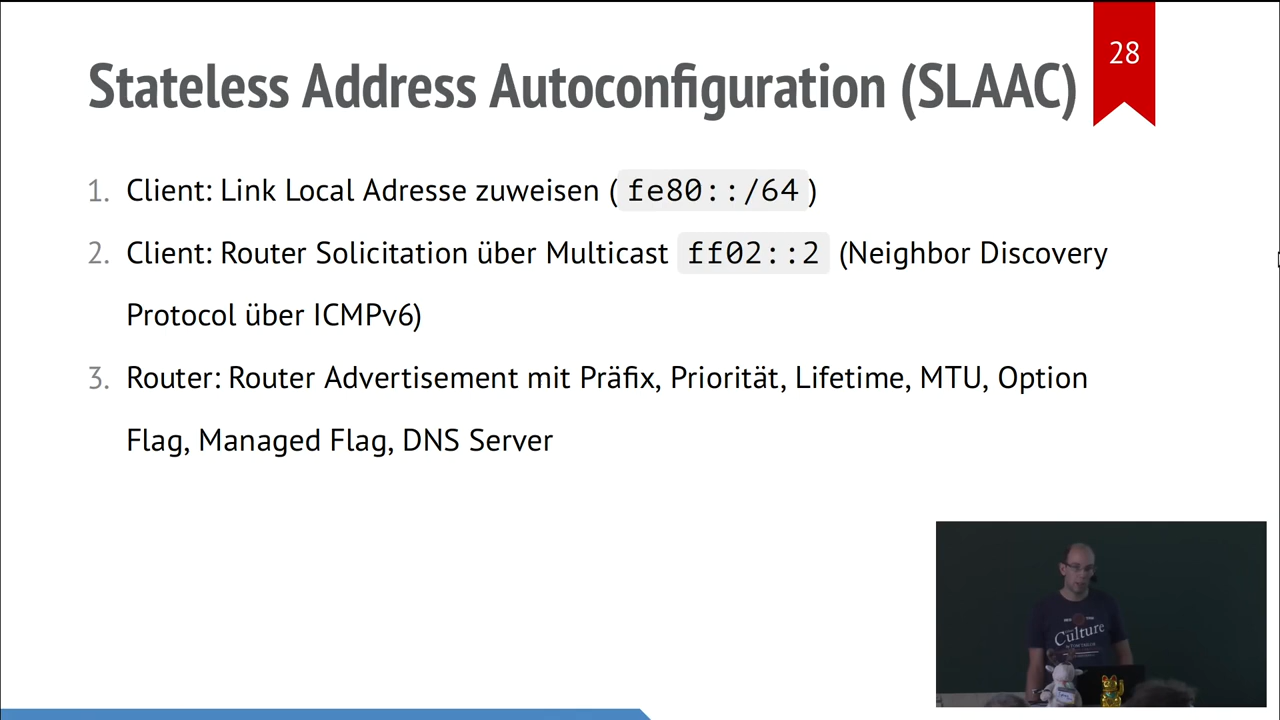 28
Stateless Address Autoconfiguration (SLAAC)
1. Client: Link Local Adresse zuweisen ( fe80::/64 )
2. Client: Router Solicitation über Multicast ff02::2 (Neighbor Discovery
Protocol über ICMPv6)
3. Router: Router Advertisement mit Präfix, Priorität, Lifetime, MTU, Option
Flag, Managed Flag, DNS Server
Culture